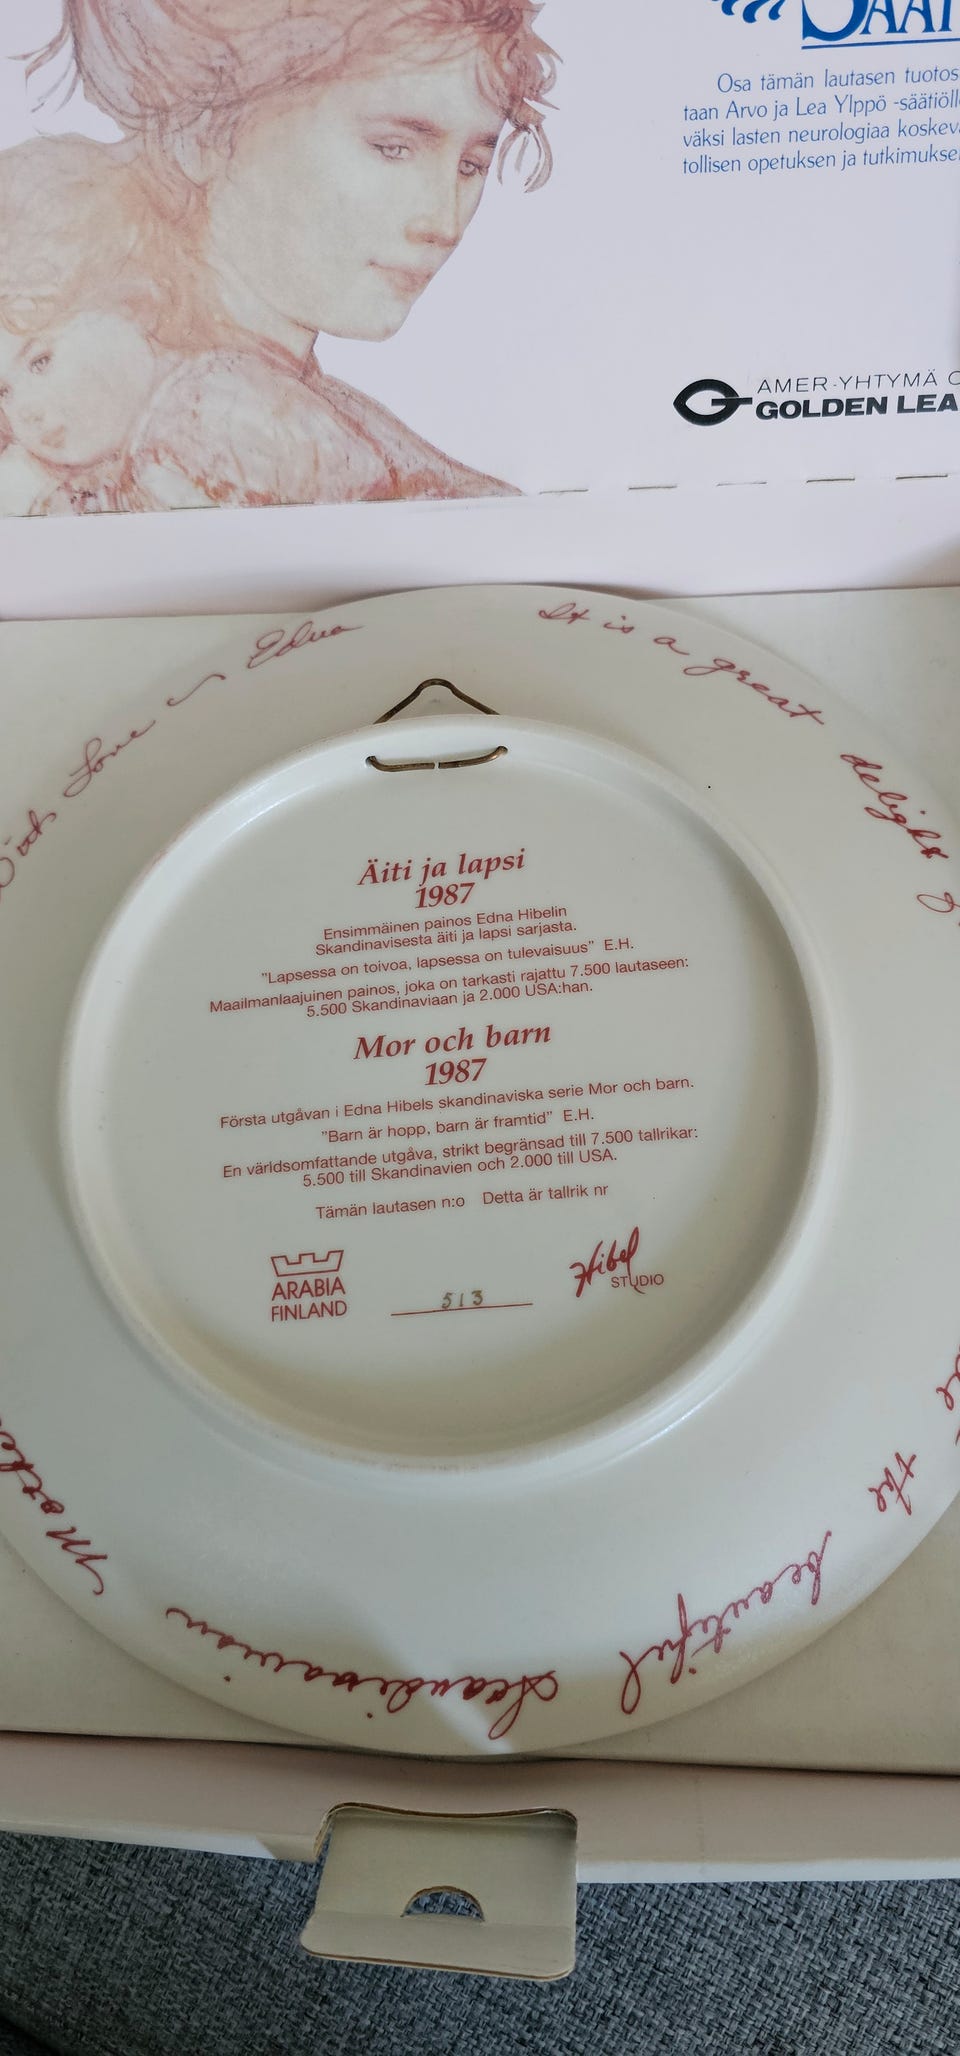 SÄÄT
Osa tämän lautasen tuotos
taan Arvo ja Lea Ylppö -säätiöll
väksi lasten neurologiaa koskev
tollisen opetuksen ja tutkimukse
AMER-YHTYMÄ O
GOLDEN LEA
It is a great delight
the beautiful Scandinavian
With Love Edna
Äiti ja lapsi
1987
Ensimmäinen painos Edna Hibelin
Skandinavisesta äiti ja lapsi sarjasta.
"Lapsessa on toivoa, lapsessa on tulevaisuus" E.H.
Maailmanlaajuinen painos, joka on tarkasti rajattu 7.500 lautaseen:
5.500 Skandinaviaan ja 2.000 USA:han.
Mor och barn
1987
Första utgåvan i Edna Hibels skandinaviska serie Mor och barn.
"Barn är hopp, barn är framtid" E.H.
En världsomfattande utgåva, strikt begränsad till 7.500 tallrikar:
5.500 till Skandinavien och 2.000 till USA.
Tämän lautasen n:o Detta är tallrik nr
ARABIA
FINLAND
513
Hibel
STUDIO